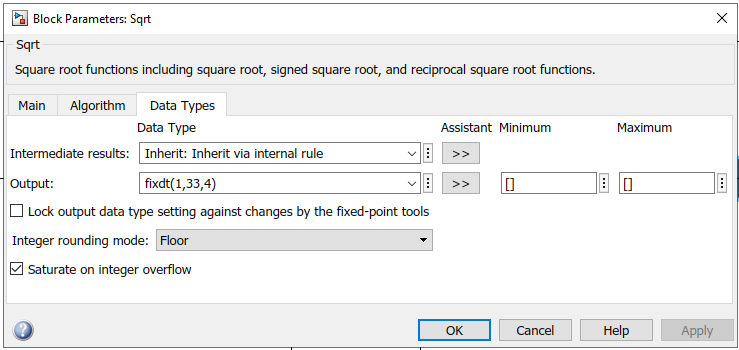 Block Parameters: Sqrt
Sqrt
Square root functions including square root, signed square root, and reciprocal square root functions.
Main Algorithm Data Types
Data Type Assistant Minimum Maximum
Intermediate results: Inherit: Inherit via internal rule >>
Output: fixdt(1,33,4) >> [] []
Lock output data type setting against changes by the fixed-point tools
Integer rounding mode: Floor
Saturate on integer overflow
? OK Cancel Help Apply